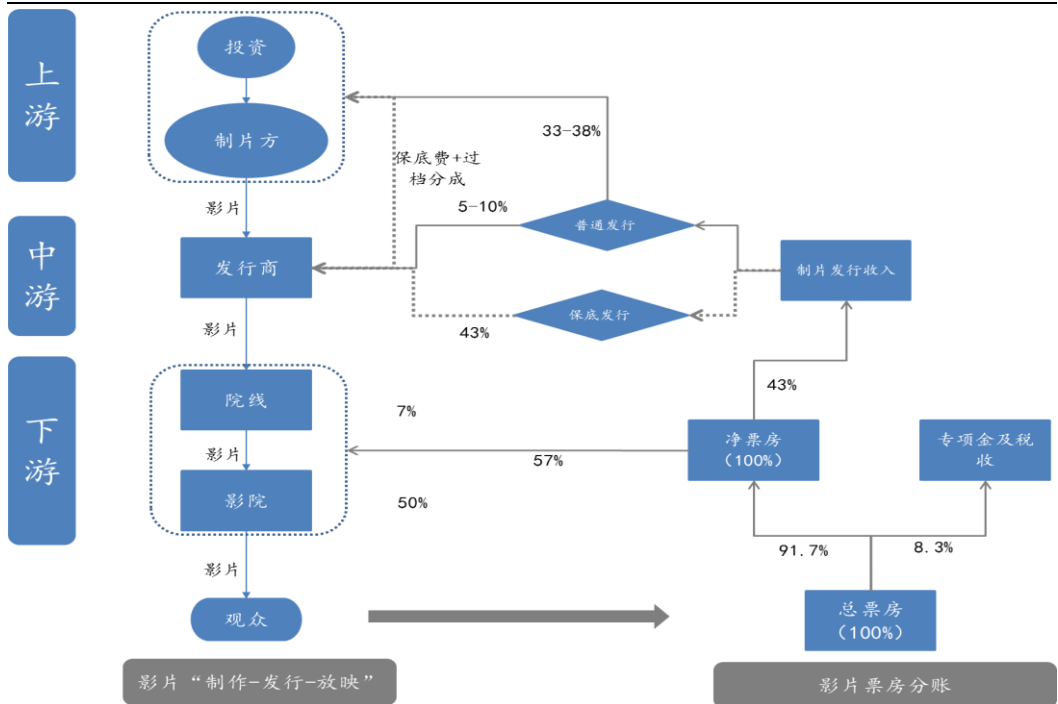 上
游
投资
制片方
33-38%
保底费+过
档分成
影片
5-10%
普通发行
中
游
发行商
制片发行收入
保底发行
43%
影片
43%
下
游
院线
7%
净票房
(100%)
专项金及税
收
影片
57%
影院
50%
91.7%
8.3%
影片
观众
总票房
(100%)
影片“制作-发行-放映”
影片票房分账